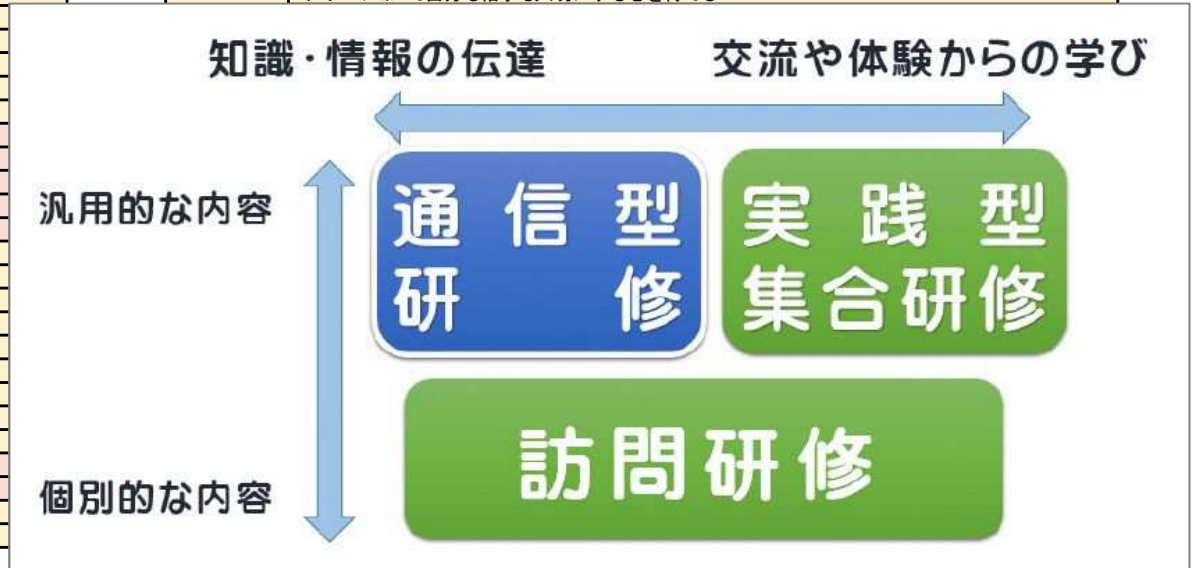 知識・情報の伝達
交流や体験からの学び
汎用的な内容
通信型
研修
実践型
集合研修
訪問研修
個別的な内容